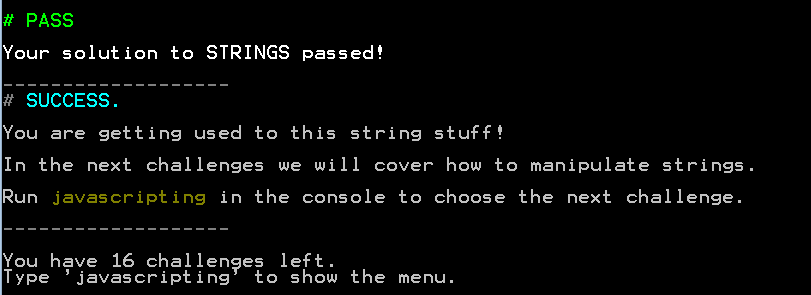 # PASS
Your solution to STRINGS passed!
___________________
# SUCCESS.
You are getting used to this string stuff!
In the next challenges we will cover how to manipulate strings.
Run javascripting in the console to choose the next challenge.
-------------------
You have 16 challenges left.
Type 'javascripting' to show the menu.